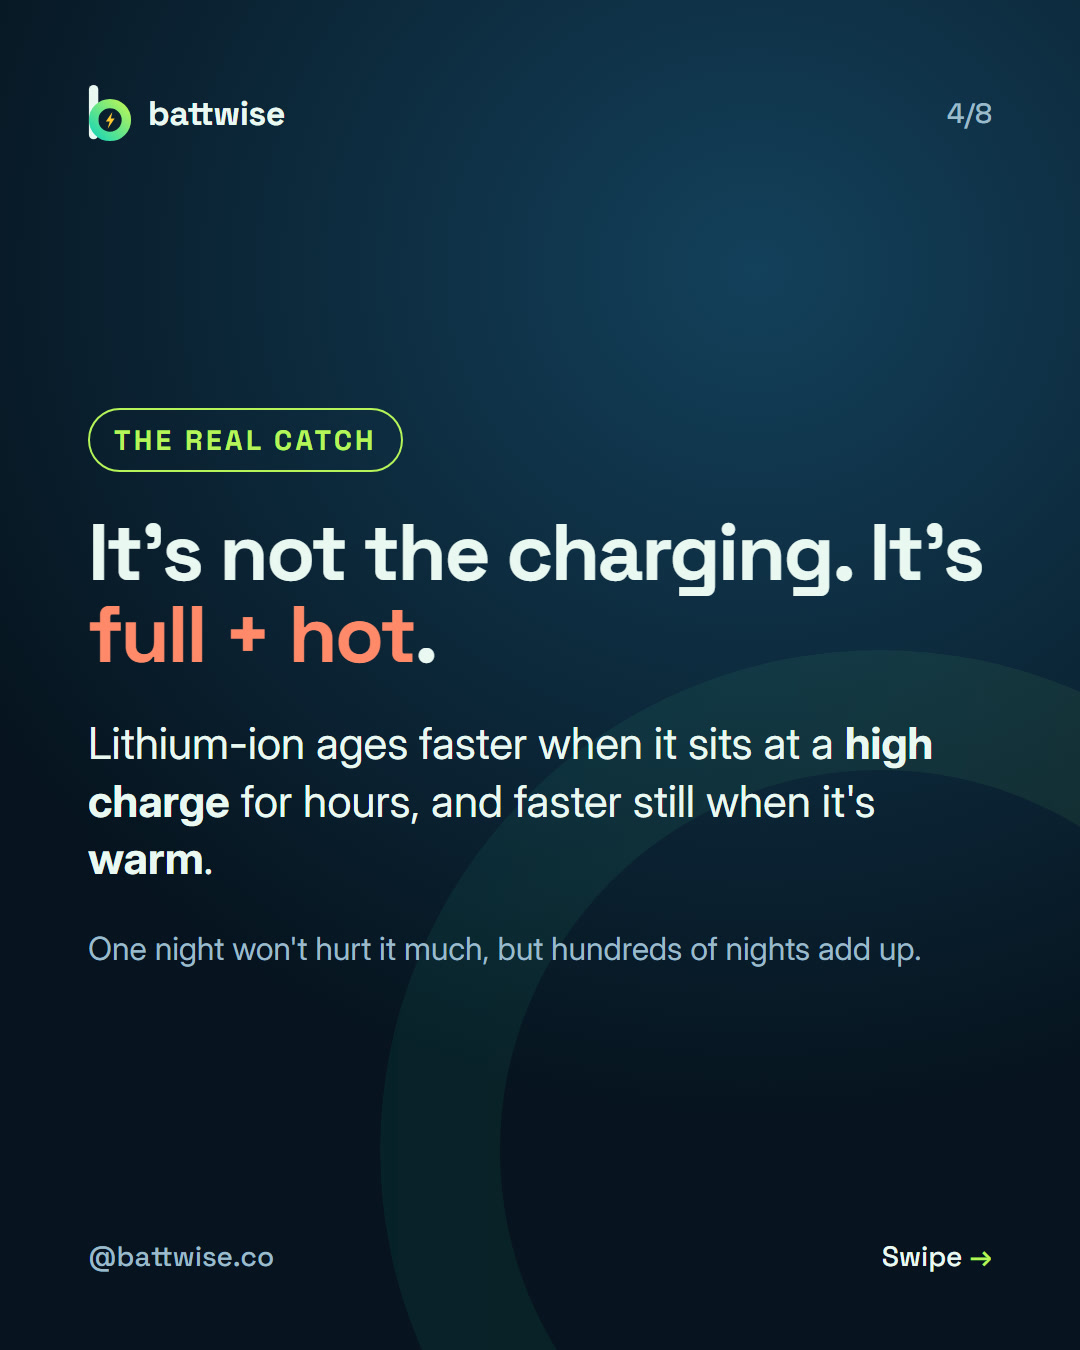 battwise
4/8
THE REAL CATCH
It’s not the charging. It’s
full + hot.
Lithium-ion ages faster when it sits at a high
charge for hours, and faster still when it's
warm.
One night won't hurt it much, but hundreds of nights add up.
@battwise.co
Swipe →